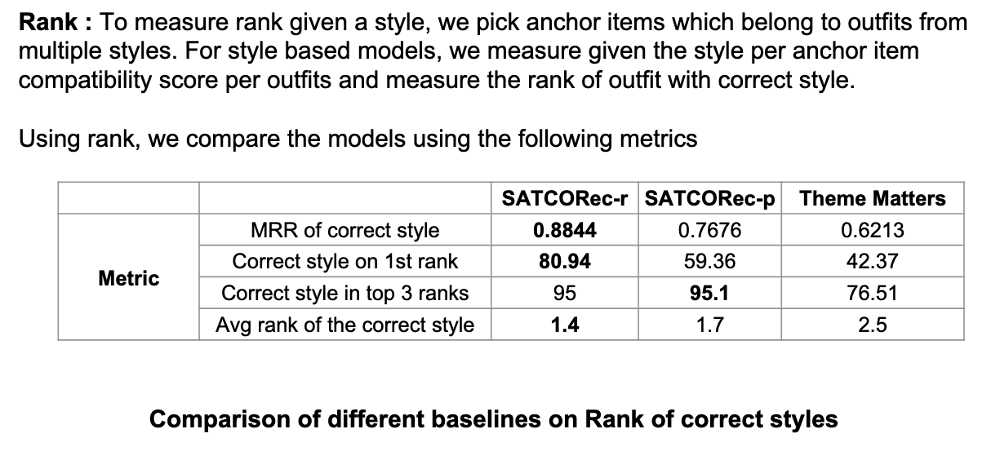 Rank : To measure rank given a style, we pick anchor items which belong to outfits from
multiple styles. For style based models, we measure given the style per anchor item
compatibility score per outfits and measure the rank of outfit with correct style.
Using rank, we compare the models using the following metrics
SATCORec-r SATCORec-p Theme Matters
Metric
MRR of correct style 0.8844 0.7676 0.6213
Correct style on 1st rank 80.94 59.36 42.37
Correct style in top 3 ranks 95 95.1 76.51
Avg rank of the correct style 1.4 1.7 2.5
Comparison of different baselines on Rank of correct styles